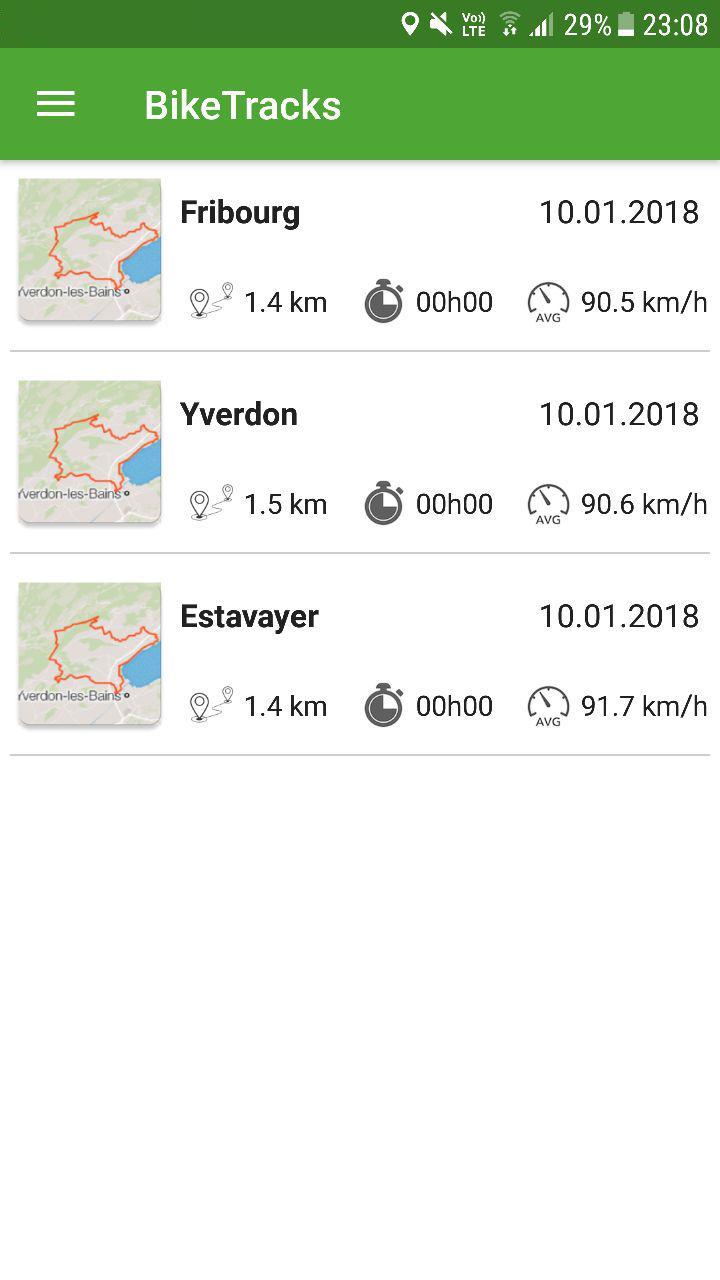 Vo)) LTE 29% 23:08
BikeTracks
Fribourg 10.01.2018
Yverdon-les-Bains
1.4 km 00h00 AVG 90.5 km/h
Yverdon 10.01.2018
Yverdon-les-Bains
1.5 km 00h00 AVG 90.6 km/h
Estavayer 10.01.2018
Yverdon-les-Bains
1.4 km 00h00 AVG 91.7 km/h